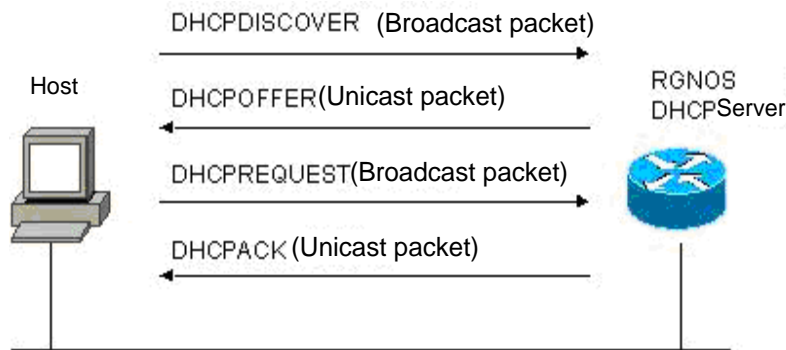 DHCPDISCOVER (Broadcast packet)
Host
DHCPOFFER(Unicast packet)
RGNOS
DHCPServer
DHCPREQUEST(Broadcast packet)
DHCPACK (Unicast packet)